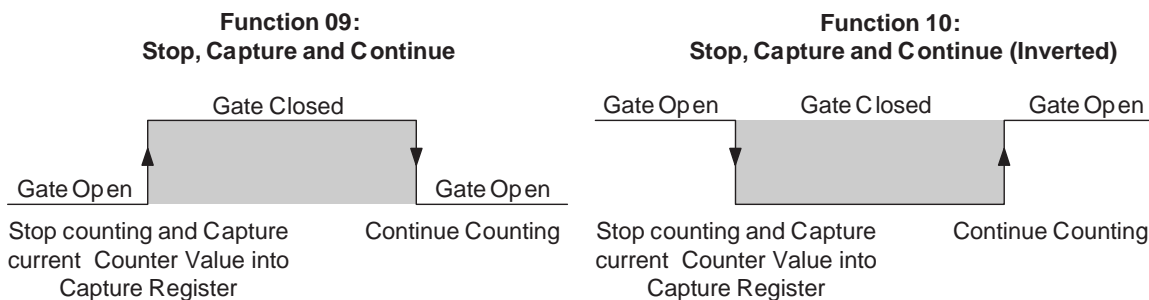 Function 09:
Stop, Capture and Continue
Gate Closed
Gate Open
Gate Open
Stop counting and Capture
current Counter Value into
Capture Register
Continue Counting
Function 10:
Stop, Capture and Continue (Inverted)
Gate Open
Gate Closed
Gate Open
Stop counting and Capture
current Counter Value into
Capture Register
Continue Counting